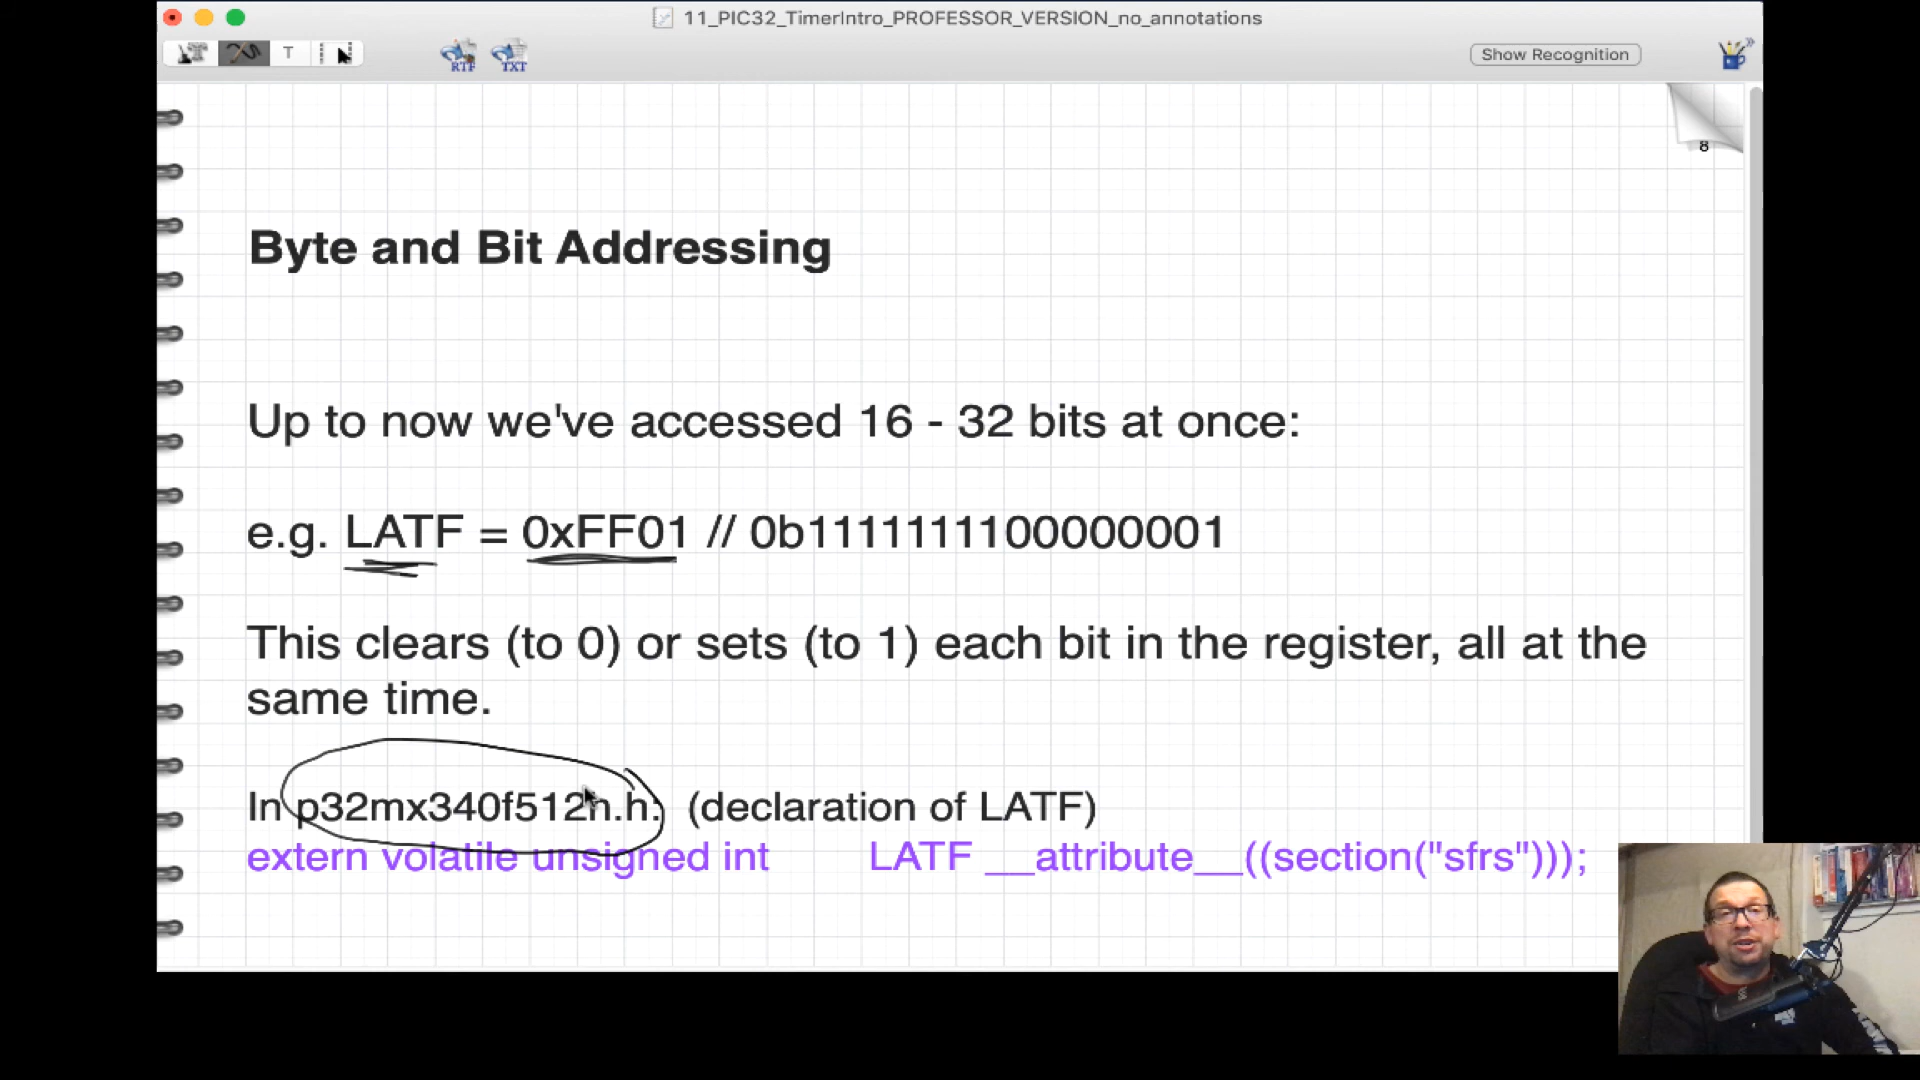 11_PIC32_TimerIntro_PROFESSOR_VERSION_no_annotations
T
RTF
TXT
Show Recognition
8
Byte and Bit Addressing
Up to now we've accessed 16 - 32 bits at once:
e.g. LATF = 0xFF01 // 0b1111111100000001
This clears (to 0) or sets (to 1) each bit in the register, all at the
same time.
In p32mx340f512h.h: (declaration of LATF)
extern volatile unsigned int LATF __attribute__((section("sfrs")));